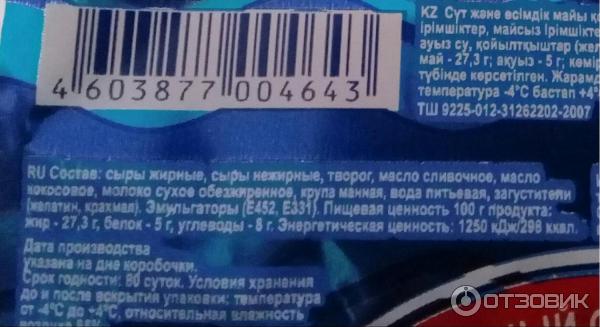 4 603877 004643
KZ Сүт және өсімдік майы қо
ірімшіктер, майсыз ірімшікте
ауыз су, қойылтқыштар (жел
май - 27,3 г; ақуыз - 5 г; көмір
түбінде көрсетілген. Жарамд
температура -4°С бастап +4°
ТШ 9225-012-31262202-2007
RU Состав: сыры жирные, сыры нежирные, творог, масло сливочное, масло
кокосовое, молоко сухое обезжиренное, крупа манная, вода питьевая, загустители
(желатин, крахмал). Эмульгаторы (Е452, Е331). Пищевая ценность 100 г продукта:
жир - 27,3 г, белок - 5 г, углеводы - 8 г. Энергетическая ценность: 1250 кДж/298 ккал.
Дата производства
указана на дне коробочки.
Срок годности: 80 суток. Условия хранения
до и после вскрытия упаковки: температура
от -4°С до +4°С, относительная влажность
воздуха
ОТЗОВИК